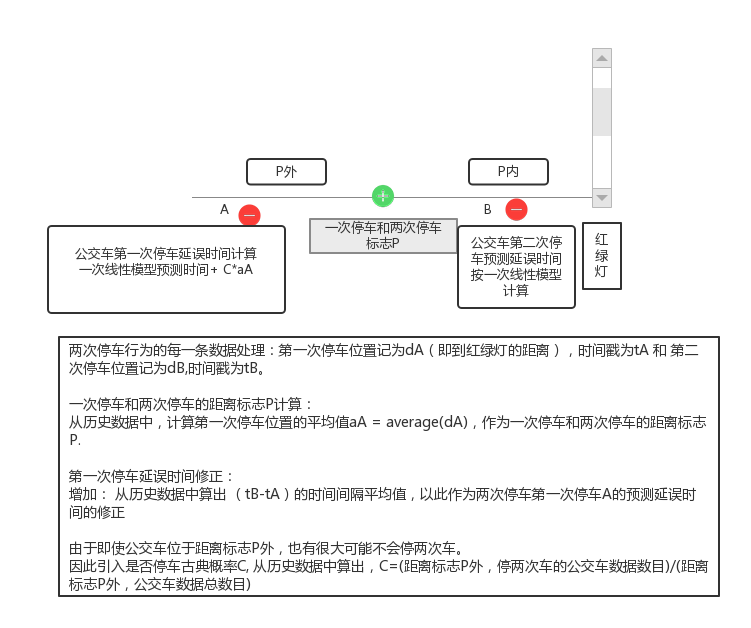 P外
P内
A
B
一次停车和两次停车
标志P
公交车第一次停车延误时间计算
一次线性模型预测时间+ C*aA
公交车第二次停
车预测延误时间
按一次线性模型
计算
红
绿
灯
两次停车行为的每一条数据处理：第一次停车位置记为dA（即到红绿灯的距离），时间戳为tA 和 第二
次停车位置记为dB,时间戳为tB。
一次停车和两次停车的距离标志P计算：
从历史数据中，计算第一次停车位置的平均值aA = average(dA)，作为一次停车和两次停车的距离标志
P.
第一次停车延误时间修正：
增加： 从历史数据中算出 （ tB-tA ）的时间间隔平均值，以此作为两次停车第一次停车A的预测延误时
间的修正
由于即使公交车位于距离标志P外，也有很大可能不会停两次车。
因此引入是否停车古典概率C, 从历史数据中算出，C=(距离标志P外，停两次车的公交车数据数目)/(距离
标志P外，公交车数据总数目)